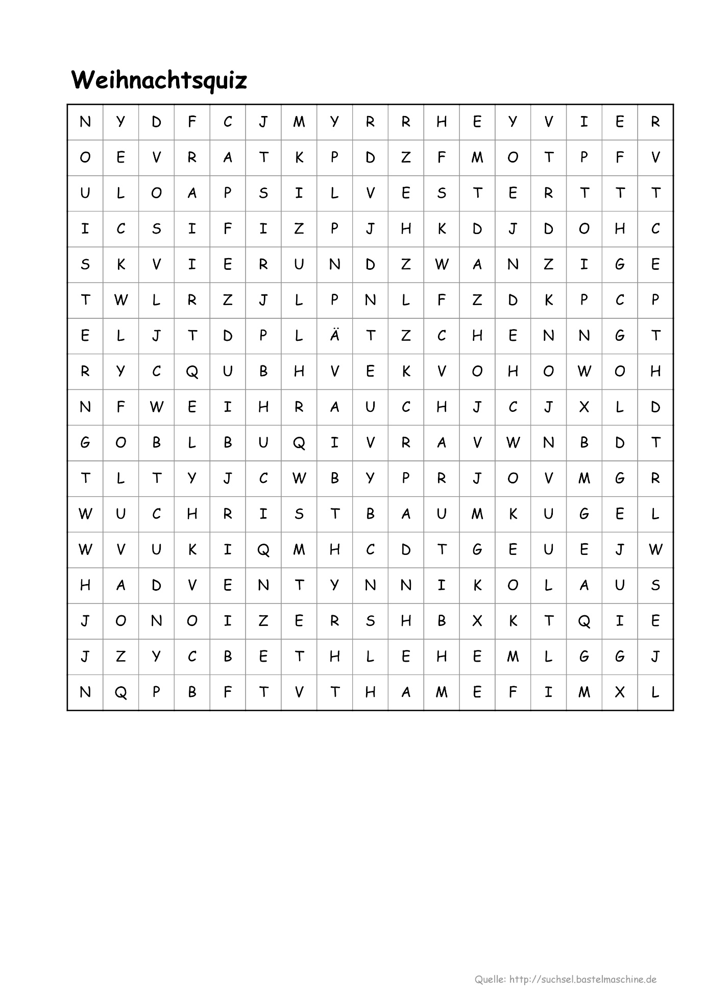 Weihnachtsquiz
N Y D F C J M Y R R H E Y V I E R
O E V R A T K P D Z F M O T P F V
U L O A P S I L V E S T E R T T T
I C S I F I Z P J H K D J D O H C
S K V I E R U N D Z W A N Z I G E
T W L R Z J L P N L F Z D K P C P
E L J T D P L Ä T Z C H E N N G T
R Y C Q U B H V E K V O H O W O H
N F W E I H R A U C H J C J X L D
G O B L B U Q I V R A V W N B D T
T L T Y J C W B Y P R J O V M G R
W U C H R I S T B A U M K U G E L
W V U K I Q M H C D T G E U E J W
H A D V E N T Y N N I K O L A U S
J O N O I Z E R S H B X K T Q I E
J Z Y C B E T H L E H E M L G G J
N Q P B F T V T H A M E F I M X L
Quelle: http://suchsel.bastelmaschine.de